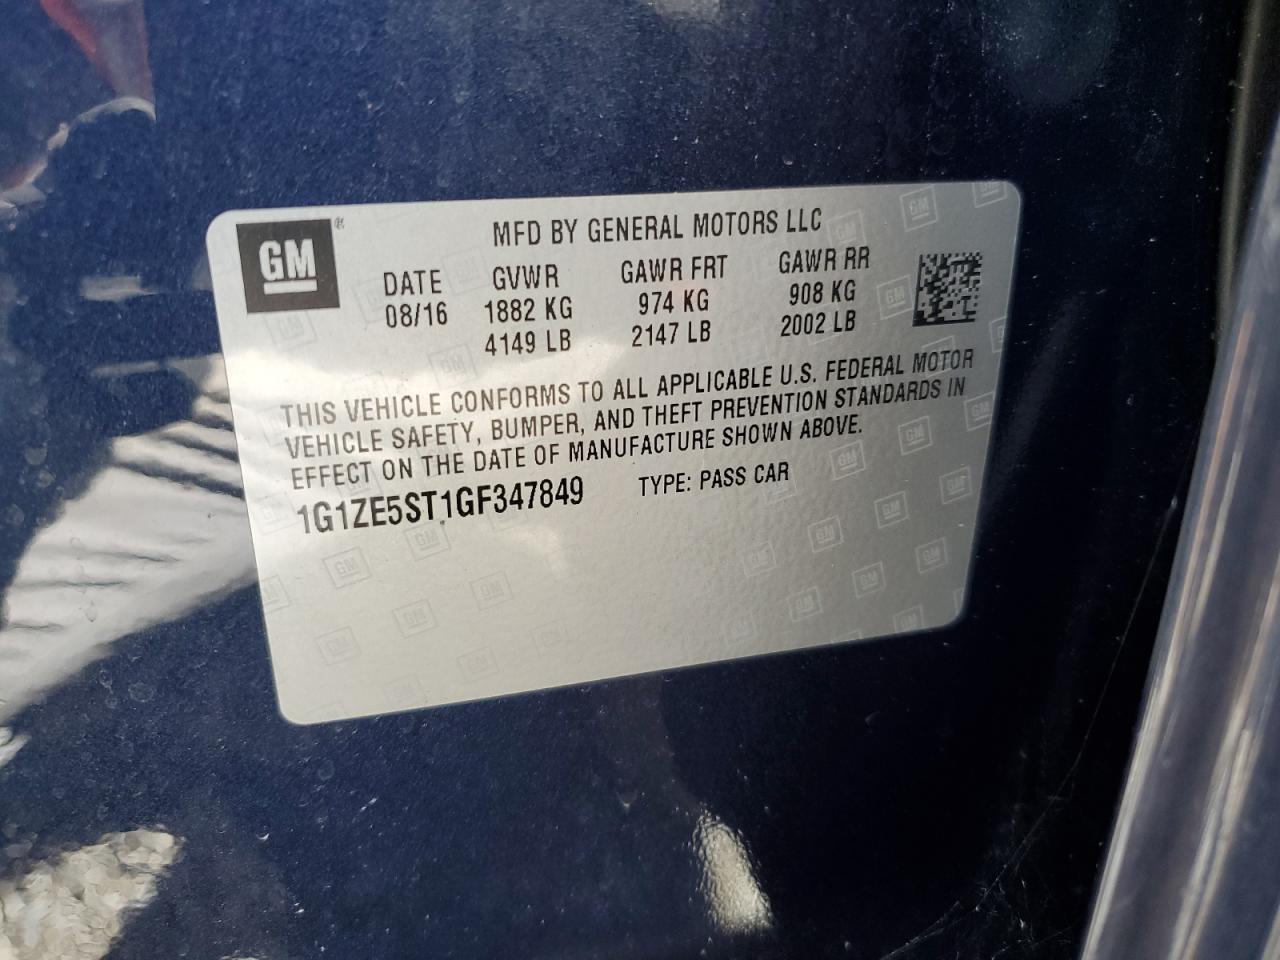 GM ®
MFD BY GENERAL MOTORS LLC
DATE GVWR GAWR FRT GAWR RR
08/16 1882 KG 974 KG 908 KG
4149 LB 2147 LB 2002 LB
THIS VEHICLE CONFORMS TO ALL APPLICABLE U.S. FEDERAL MOTOR
VEHICLE SAFETY, BUMPER, AND THEFT PREVENTION STANDARDS IN
EFFECT ON THE DATE OF MANUFACTURE SHOWN ABOVE.
1G1ZE5ST1GF347849 TYPE: PASS CAR